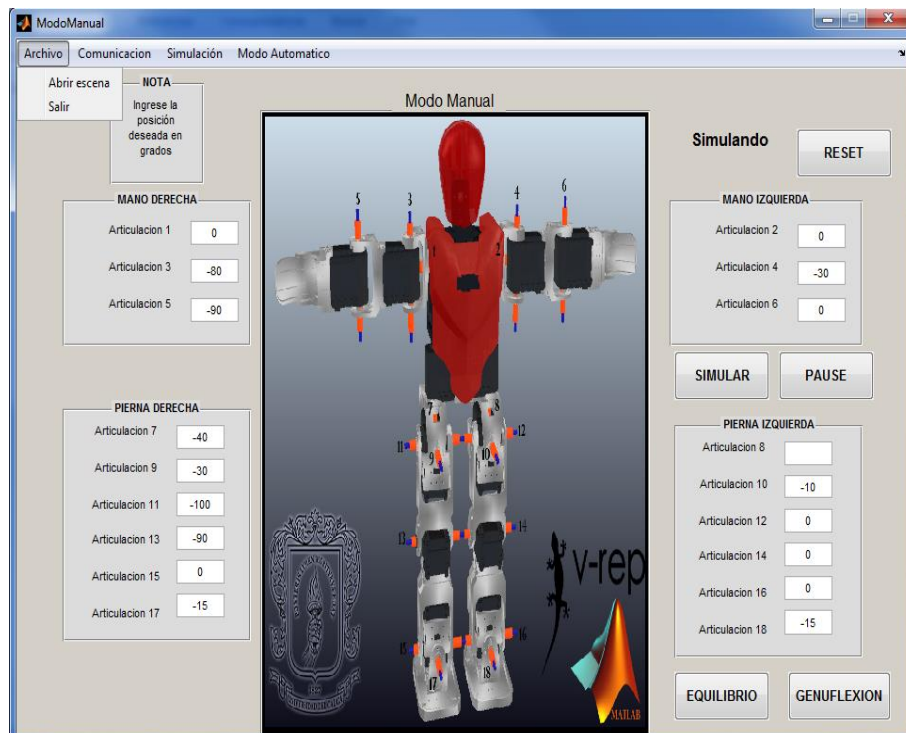 ModoManual
Archivo Comunicacion Simulación Modo Automatico
Abrir escena
Salir
NOTA
Ingrese la
posición
deseada en
grados
Modo Manual
Simulando
RESET
MANO DERECHA
Articulacion 1 0
Articulacion 3 -80
Articulacion 5 -90
MANO IZQUIERDA
Articulacion 2 0
Articulacion 4 -30
Articulacion 6 0
SIMULAR
PAUSE
PIERNA DERECHA
Articulacion 7 -40
Articulacion 9 -30
Articulacion 11 -100
Articulacion 13 -90
Articulacion 15 0
Articulacion 17 -15
PIERNA IZQUIERDA
Articulacion 8
Articulacion 10 -10
Articulacion 12 0
Articulacion 14 0
Articulacion 16 0
Articulacion 18 -15
EQUILIBRIO
GENUFLEXION
5 3 4 6
1 2
7 8
11 12
9 10
13 14
15 16
17 18
v-rep
MATLAB